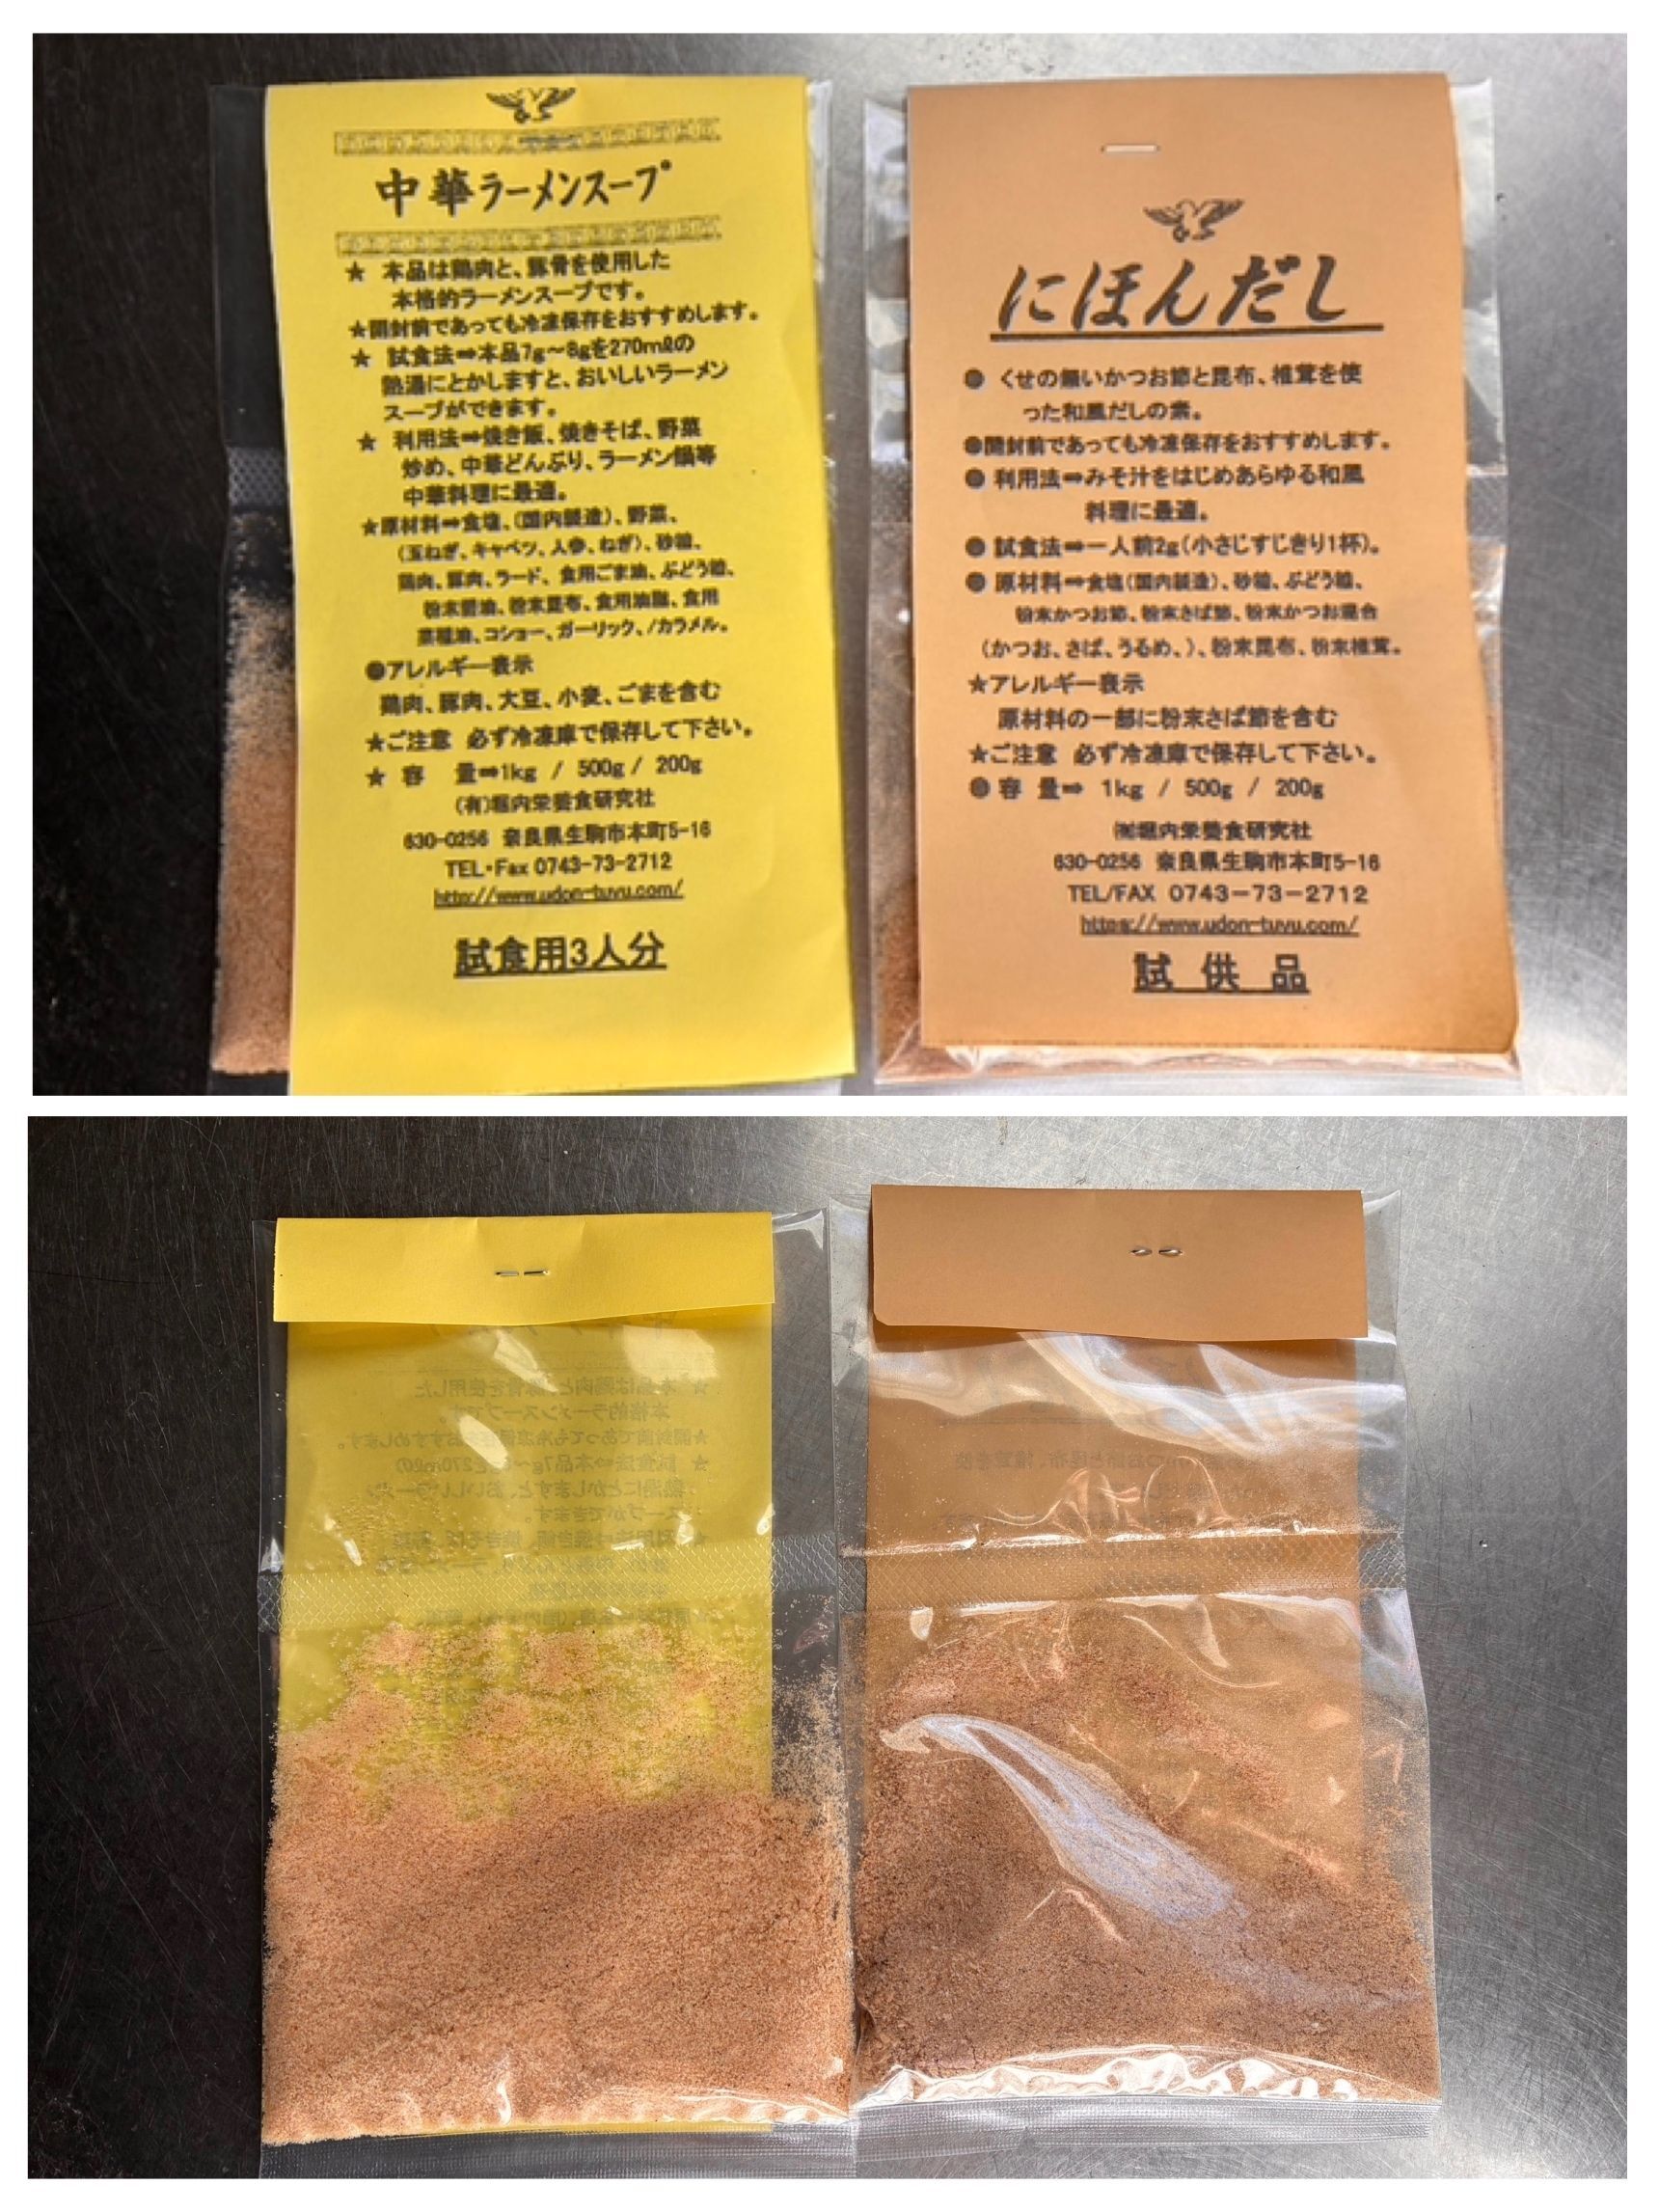 中華ラーメンスープ
★ 本品は鶏肉と、豚骨を使用した
本格的ラーメンスープです。
★開封前であっても冷凍保存をおすすめします。
★ 試食法➡本品7g～8gを270mℓの
熱湯にとかしますと、おいしいラーメン
スープができます。
★ 利用法➡焼き飯、焼きそば、野菜
炒め、中華どんぶり、ラーメン鍋等
中華料理に最適。
★原材料➡食塩、(国内製造)、野菜、
(玉ねぎ、キャベツ、人参、ねぎ)、砂糖、
鶏肉、豚肉、ラード、食用ごま油、ぶどう糖、
粉末醤油、粉末昆布、食用油脂、食用
菜種油、コショー、ガーリック、/カラメル。
●アレルギー表示
鶏肉、豚肉、大豆、小麦、ごまを含む
★ご注意 必ず冷凍庫で保存して下さい。
★ 容 量➡1kg / 500g / 200g
(有)堀内栄養食研究社
630-0256 奈良県生駒市本町5-16
TEL・Fax 0743-73-2712
http://www.udon-tuyu.com/
試食用3人分
にほんだし
● くせの無いかつお節と昆布、椎茸を使
った和風だしの素。
●開封前であっても冷凍保存をおすすめします。
● 利用法➡みそ汁をはじめあらゆる和風
料理に最適。
● 試食法➡一人前2g(小さじすじきり1杯)。
● 原材料➡食塩(国内製造)、砂糖、ぶどう糖、
粉末かつお節、粉末さば節、粉末かつお混合
(かつお、さば、うるめ、)、粉末昆布、粉末椎茸。
★アレルギー表示
原材料の一部に粉末さば節を含む
★ご注意 必ず冷凍庫で保存して下さい。
● 容 量➡ 1kg / 500g / 200g
㈲堀内栄養食研究社
630-0256 奈良県生駒市本町5-16
TEL/FAX 0743-73-2712
https://www.udon-tuyu.com/
試供品